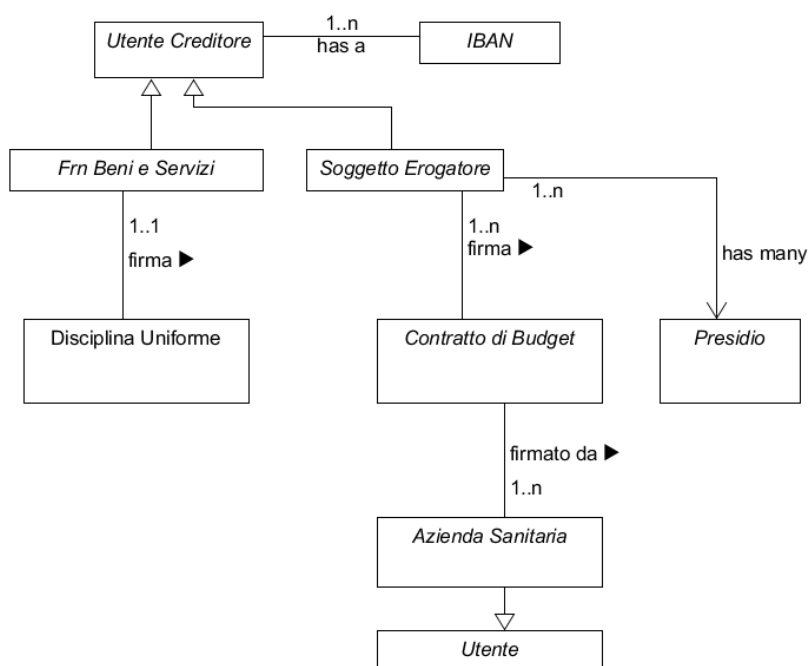 Utente Creditore
1..n
has a
IBAN
Frn Beni e Servizi
Soggetto Erogatore
1..n
1..1
firma ▶
1..n
firma ▶
has many
Disciplina Uniforme
Contratto di Budget
Presidio
firmato da ▶
1..n
Azienda Sanitaria
Utente